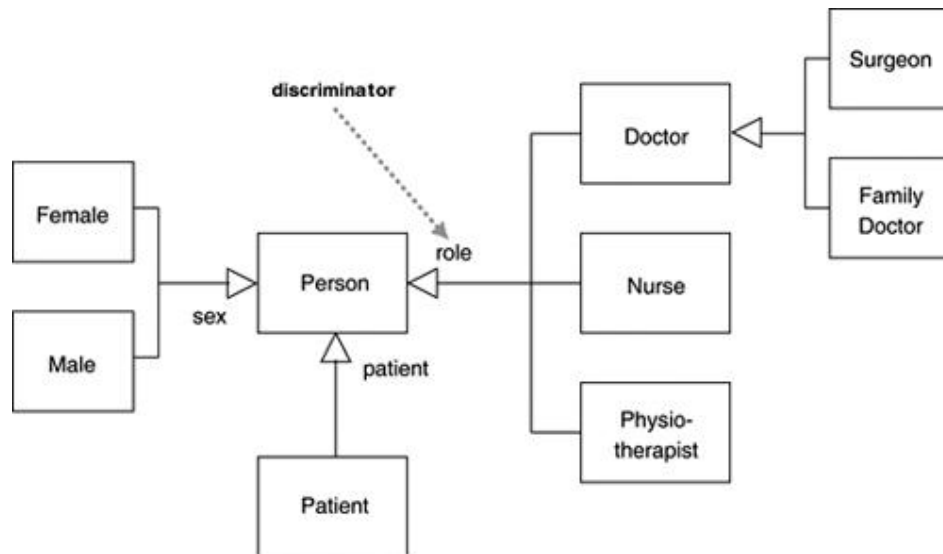 Surgeon
discriminator
Doctor
Female
Family
Doctor
role
Person
Nurse
sex
Male
patient
Physio-
therapist
Patient